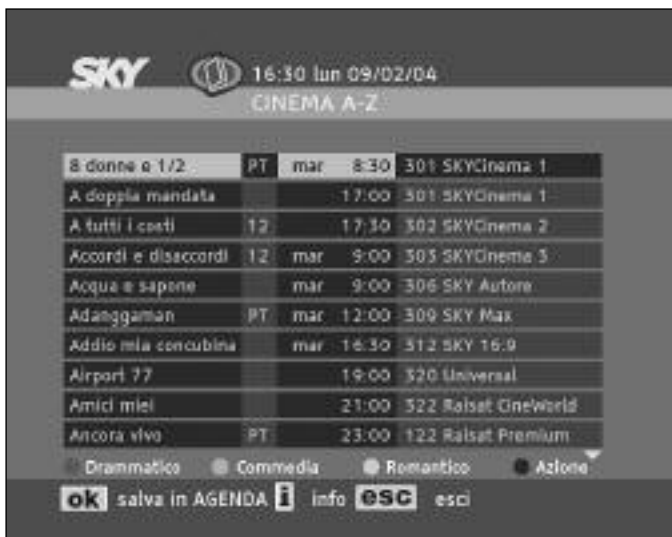 SKY 16:30 lun 09/02/04
CINEMA A-Z
8 donne e 1/2 PT mar 8:30 301 SKYCinema 1
A doppia mandata 17:00 301 SKYCinema 1
A tutti i costi 12 17:30 302 SKYCinema 2
Accordi e disaccordi 12 mar 9:00 303 SKYCinema 3
Acqua e sapone mar 9:00 306 SKY Autore
Adanggaman PT mar 12:00 309 SKY Max
Addio mia concubina mar 16:30 312 SKY 16:9
Airport 77 19:00 320 Universal
Amici miei 21:00 322 Raisat CineWorld
Ancora vivo PT 23:00 122 Raisat Premium
Drammatico Commedia Romantico Azione
ok salva in AGENDA i info esc esci